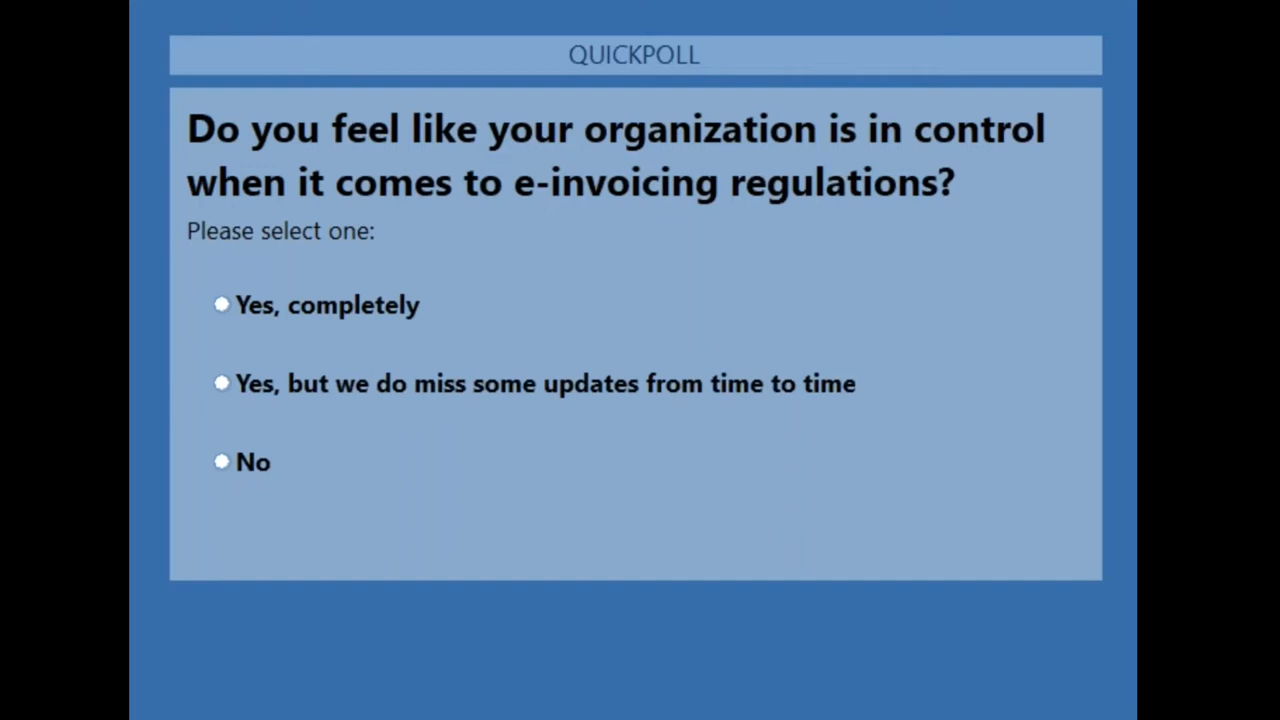 QUICKPOLL
Do you feel like your organization is in control
when it comes to e-invoicing regulations?
Please select one:
Yes, completely
Yes, but we do miss some updates from time to time
No